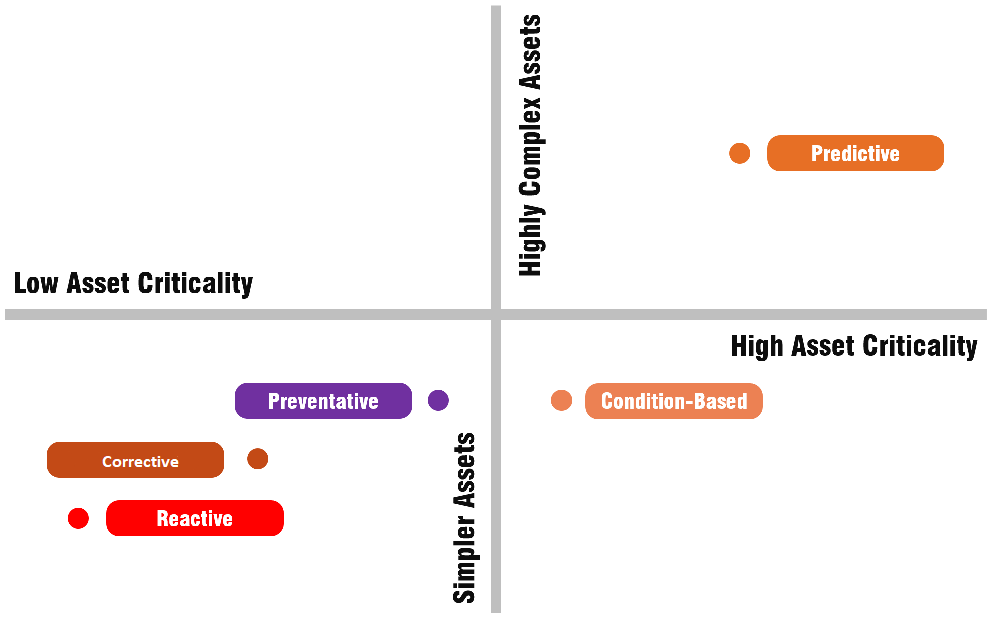 Highly Complex Assets
Predictive
Low Asset Criticality
High Asset Criticality
Preventative
Condition-Based
Corrective
Reactive
Simpler Assets